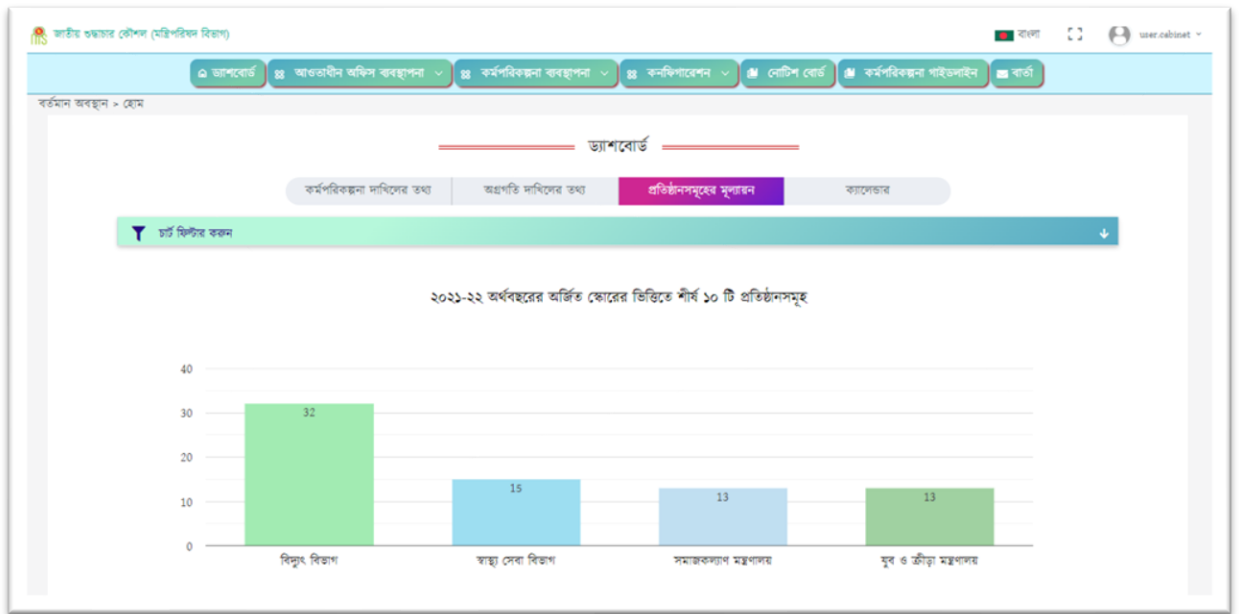 জাতীয় শুদ্ধাচার কৌশল (মন্ত্রিপরিষদ বিভাগ)
বাংলা
user.cabinet
ড্যাশবোর্ড
আওতাধীন অফিস ব্যবস্থাপনা
কর্মপরিকল্পনা ব্যবস্থাপনা
কনফিগারেশন
নোটিশ বোর্ড
কর্মপরিকল্পনা গাইডলাইন
বার্তা
বর্তমান অবস্থান > হোম
ড্যাশবোর্ড
কর্মপরিকল্পনা দাখিলের তথ্য
অগ্রগতি দাখিলের তথ্য
প্রতিষ্ঠানসমূহের মূল্যায়ন
ক্যালেন্ডার
চার্ট ফিল্টার করুন
২০২১-২২ অর্থবছরের অর্জিত স্কোরের ভিত্তিতে শীর্ষ ১০ টি প্রতিষ্ঠানসমূহ
40
30
20
10
0
32
15
13
13
বিদ্যুৎ বিভাগ
স্বাস্থ্য সেবা বিভাগ
সমাজকল্যাণ মন্ত্রণালয়
যুব ও ক্রীড়া মন্ত্রণালয়